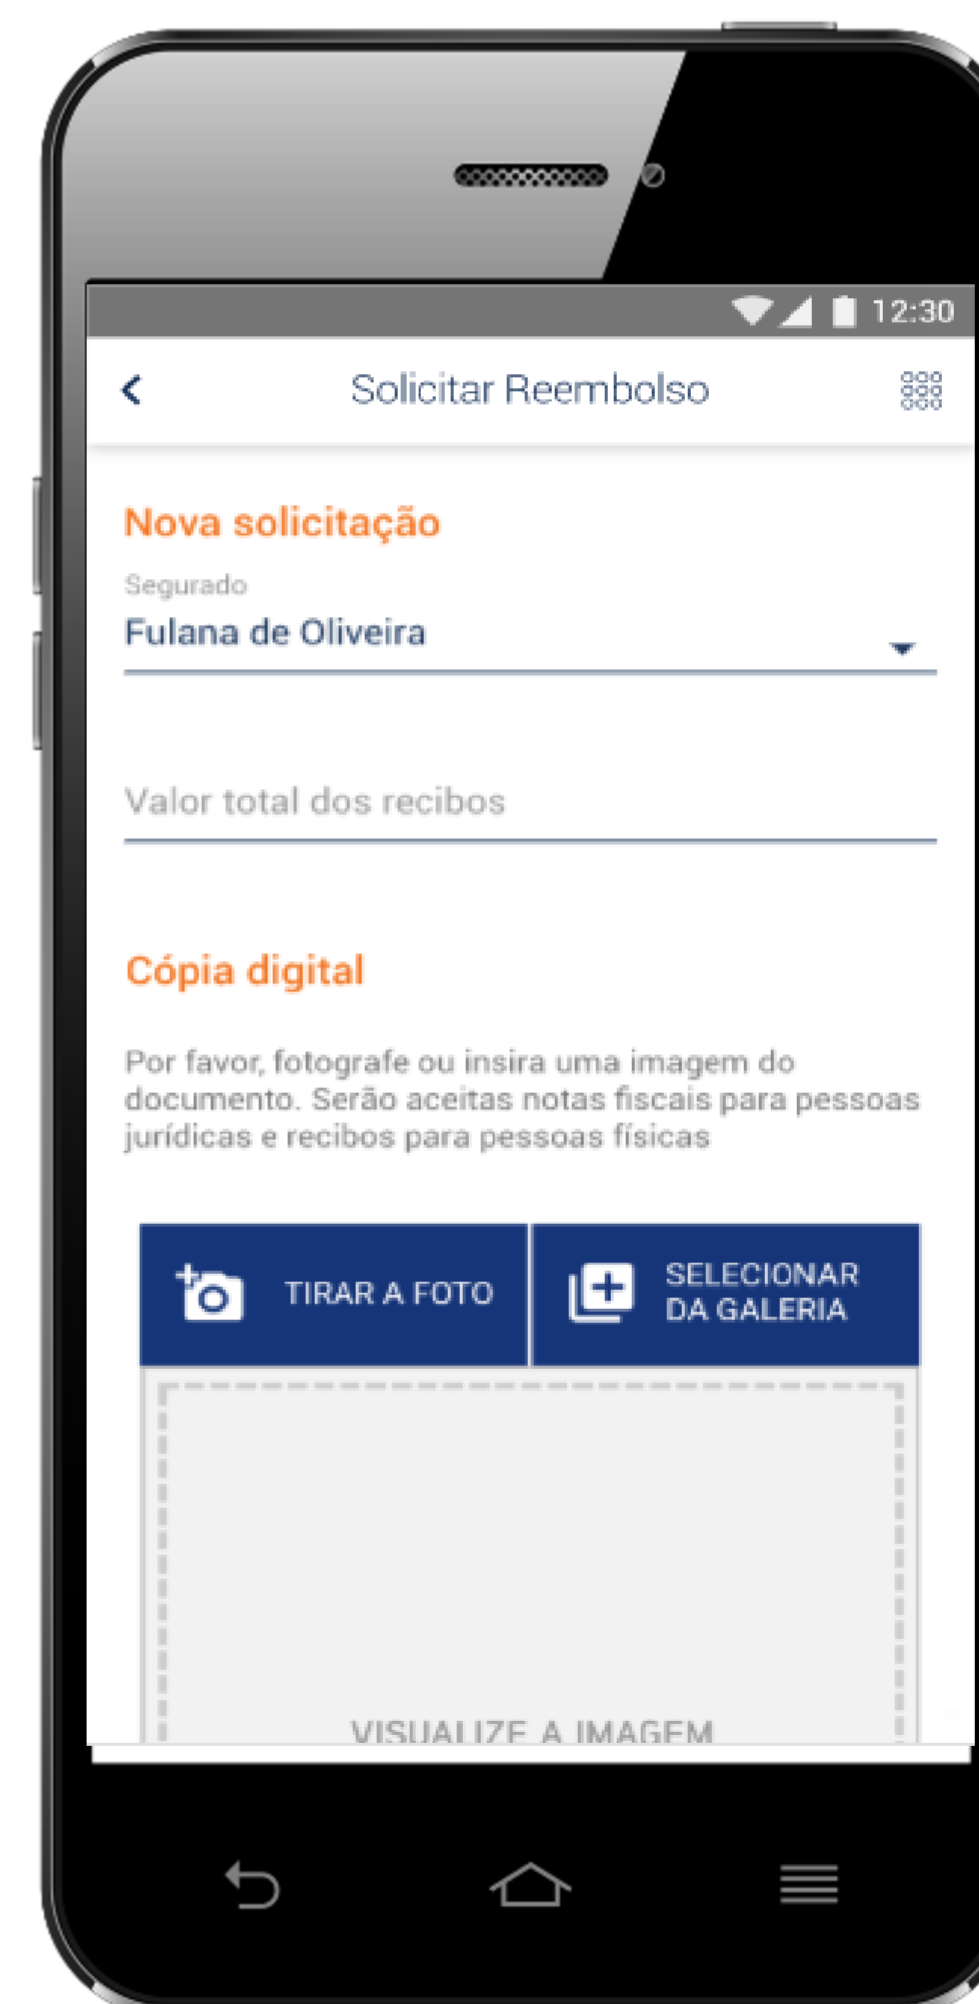 12:30
Solicitar Reembolso
Nova solicitação
Segurado
Fulana de Oliveira
Valor total dos recibos
Cópia digital
Por favor, fotografe ou insira uma imagem do
documento. Serão aceitas notas fiscais para pessoas
jurídicas e recibos para pessoas físicas
TIRAR A FOTO
SELECIONAR
DA GALERIA
VISUALIZE A IMAGEM